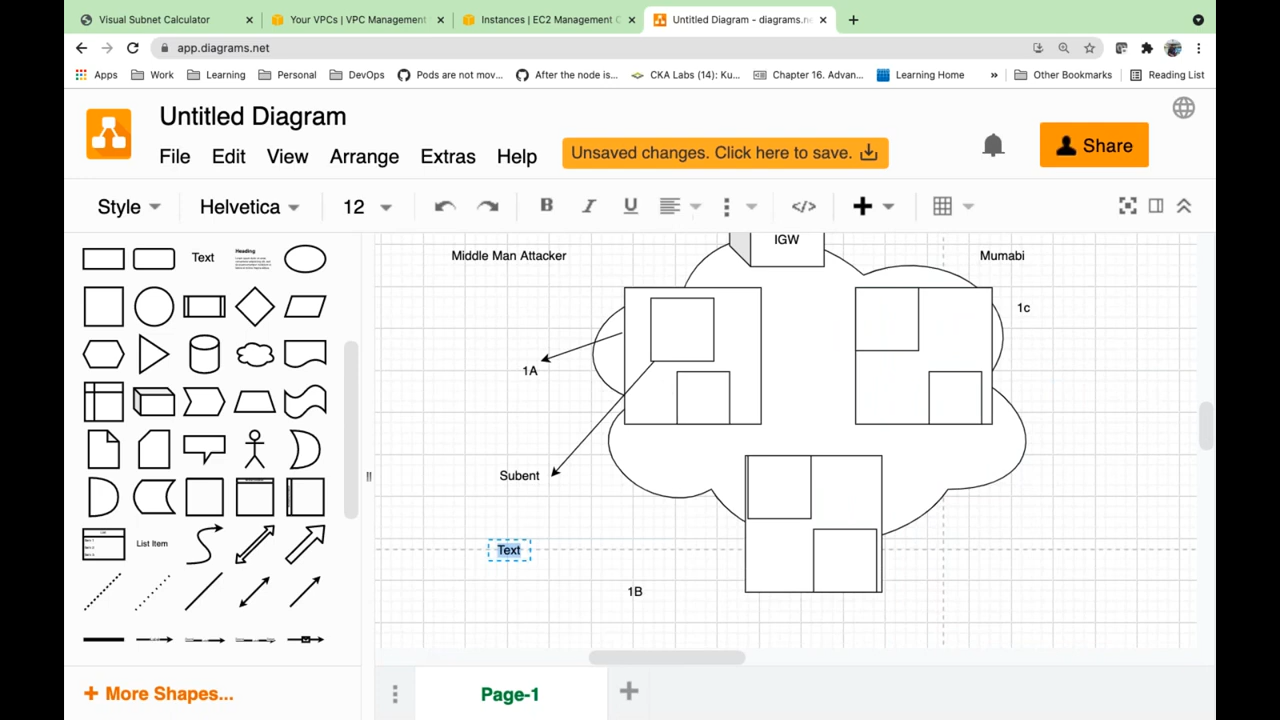 Visual Subnet Calculator
Your VPCs | VPC Management
Instances | EC2 Management C
Untitled Diagram - diagrams.ne
app.diagrams.net
Apps
Work
Learning
Personal
DevOps
Pods are not mov...
After the node is...
CKA Labs (14): Ku...
Chapter 16. Advan...
Learning Home
»
Other Bookmarks
Reading List
Untitled Diagram
File Edit View Arrange Extras Help
Unsaved changes. Click here to save.
Share
Style
Helvetica
12
B I U
Text
Heading
List Item
+ More Shapes...
IGW
Middle Man Attacker
Mumabi
1c
1A
Subent
Text
1B
Page-1